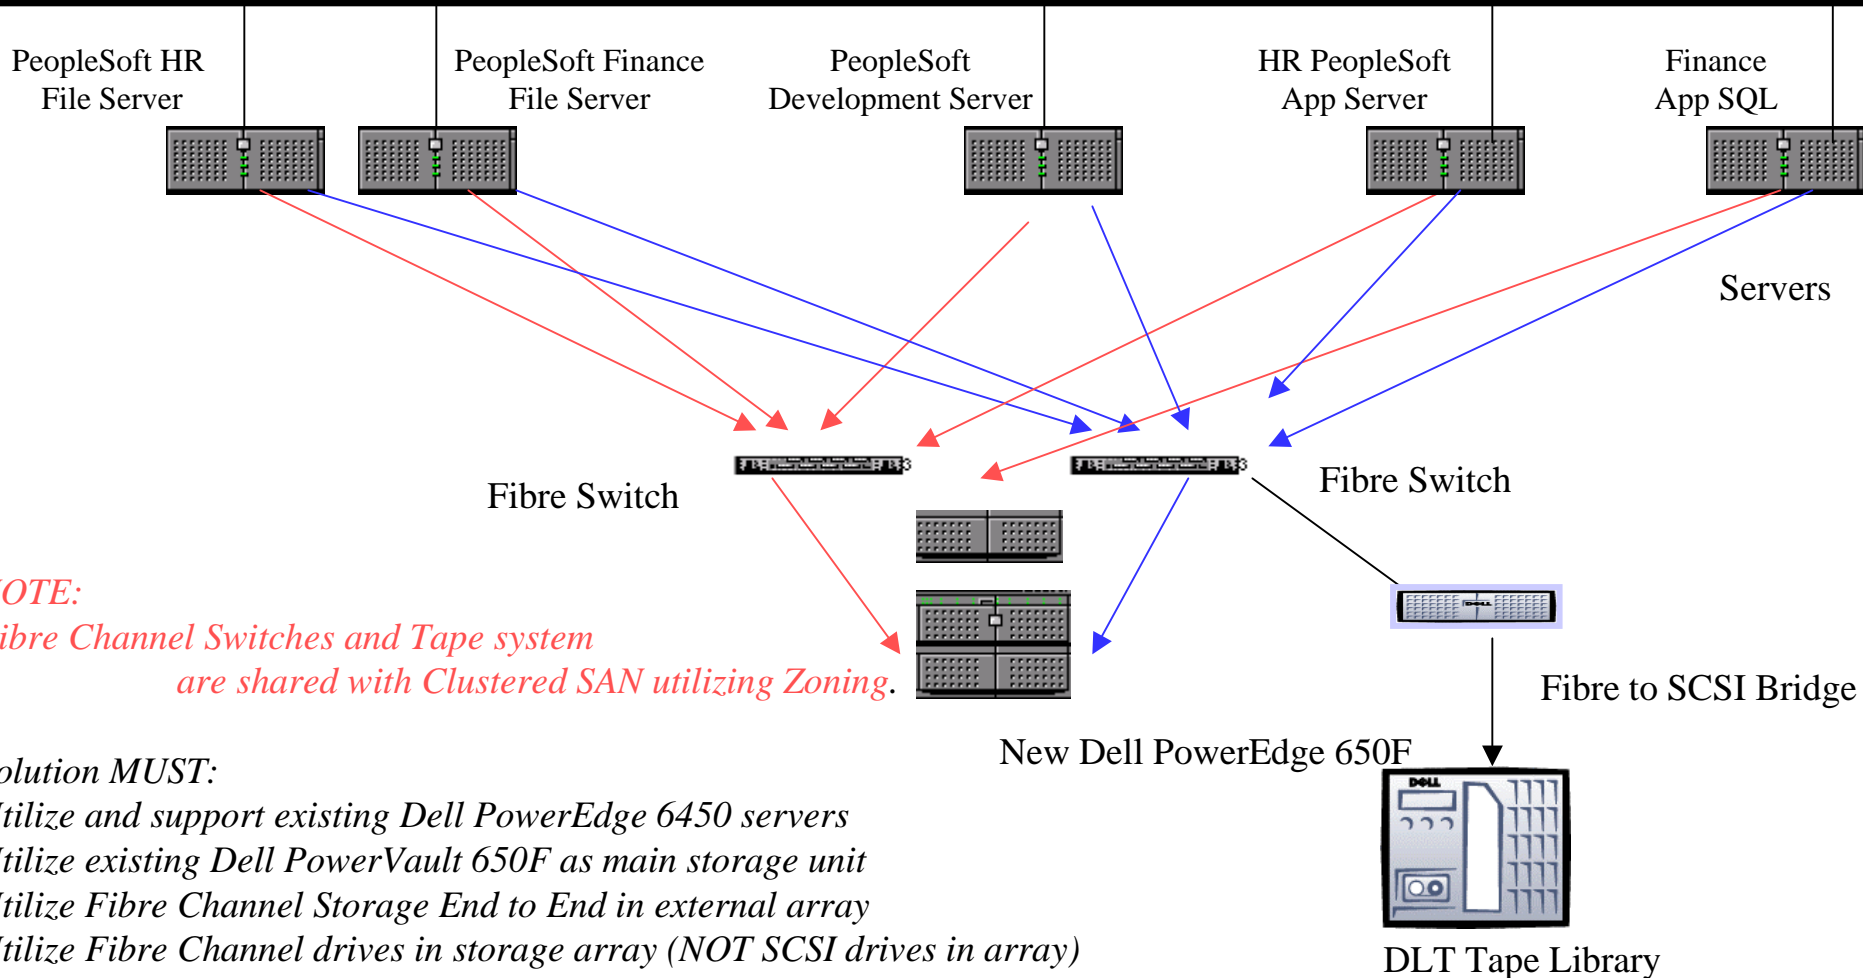 PeopleSoft HR
File Server
PeopleSoft Finance
File Server
PeopleSoft
Development Server
HR PeopleSoft
App Server
Finance
App SQL
Servers
Fibre Switch
Fibre Switch
OTE:
ibre Channel Switches and Tape system
are shared with Clustered SAN utilizing Zoning.
DELL
Fibre to SCSI Bridge
New Dell PowerEdge 650F
olution MUST:
tilize and support existing Dell PowerEdge 6450 servers
tilize existing Dell PowerVault 650F as main storage unit
tilize Fibre Channel Storage End to End in external array
tilize Fibre Channel drives in storage array (NOT SCSI drives in array)
DELL
DLT Tape Library